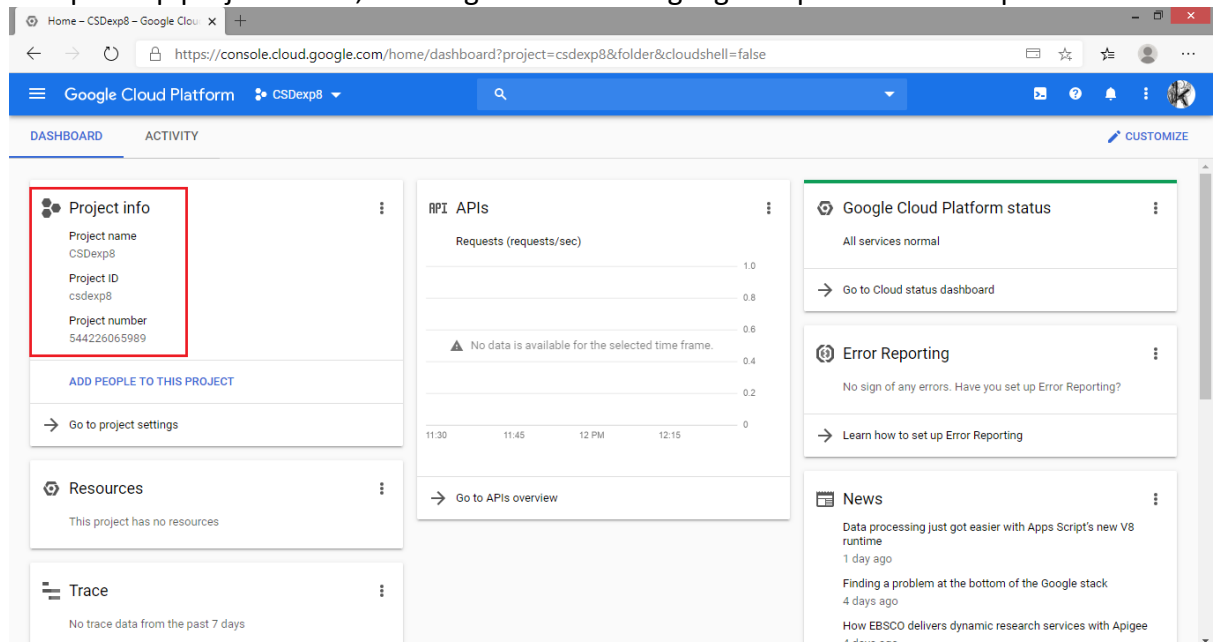 Home – CSDexp8 – Google Clou
https://console.cloud.google.com/home/dashboard?project=csdexp8&folder&cloudshell=false
Google Cloud Platform
CSDexp8
DASHBOARD
ACTIVITY
CUSTOMIZE
Project info
Project name
CSDexp8
Project ID
csdexp8
Project number
544226065989
ADD PEOPLE TO THIS PROJECT
Go to project settings
Resources
This project has no resources
Trace
No trace data from the past 7 days
API APIs
Requests (requests/sec)
1.0
0.8
0.6
No data is available for the selected time frame.
0.4
0.2
0
11:30 11:45 12 PM 12:15
Go to APIs overview
Google Cloud Platform status
All services normal
Go to Cloud status dashboard
Error Reporting
No sign of any errors. Have you set up Error Reporting?
Learn how to set up Error Reporting
News
Data processing just got easier with Apps Script's new V8
runtime
1 day ago
Finding a problem at the bottom of the Google stack
4 days ago
How EBSCO delivers dynamic research services with Apigee